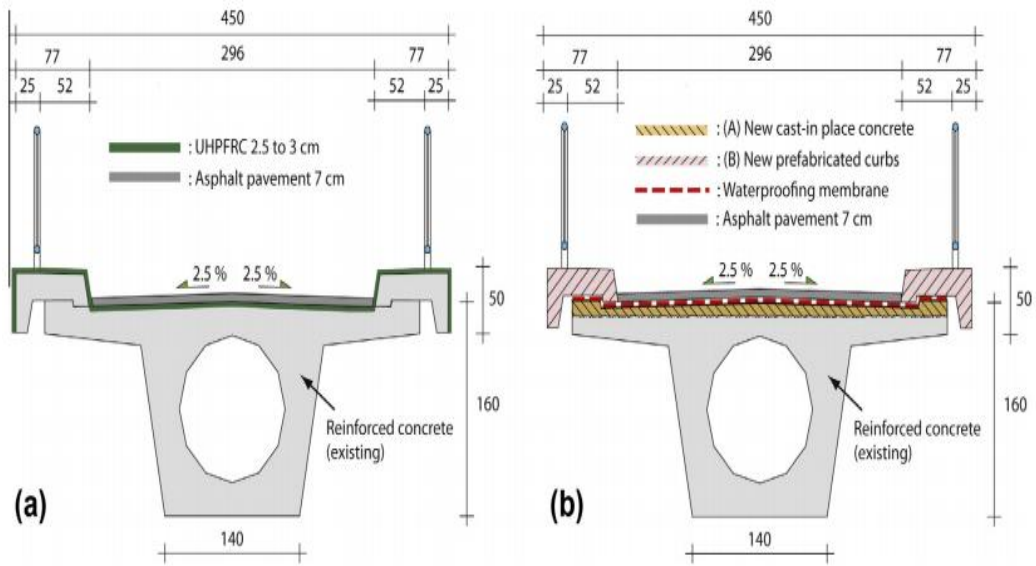 450
77
296
77
25
52
52
25
: UHPFRC 2.5 to 3 cm
: Asphalt pavement 7 cm
2.5 %
2.5 %
Reinforced concrete
(existing)
(a)
140
450
77
296
77
25
52
52
25
: (A) New cast-in place concrete
: (B) New prefabricated curbs
: Waterproofing membrane
: Asphalt pavement 7 cm
2.5 %
2.5 %
50
50
160
160
Reinforced concrete
(existing)
(b)
140